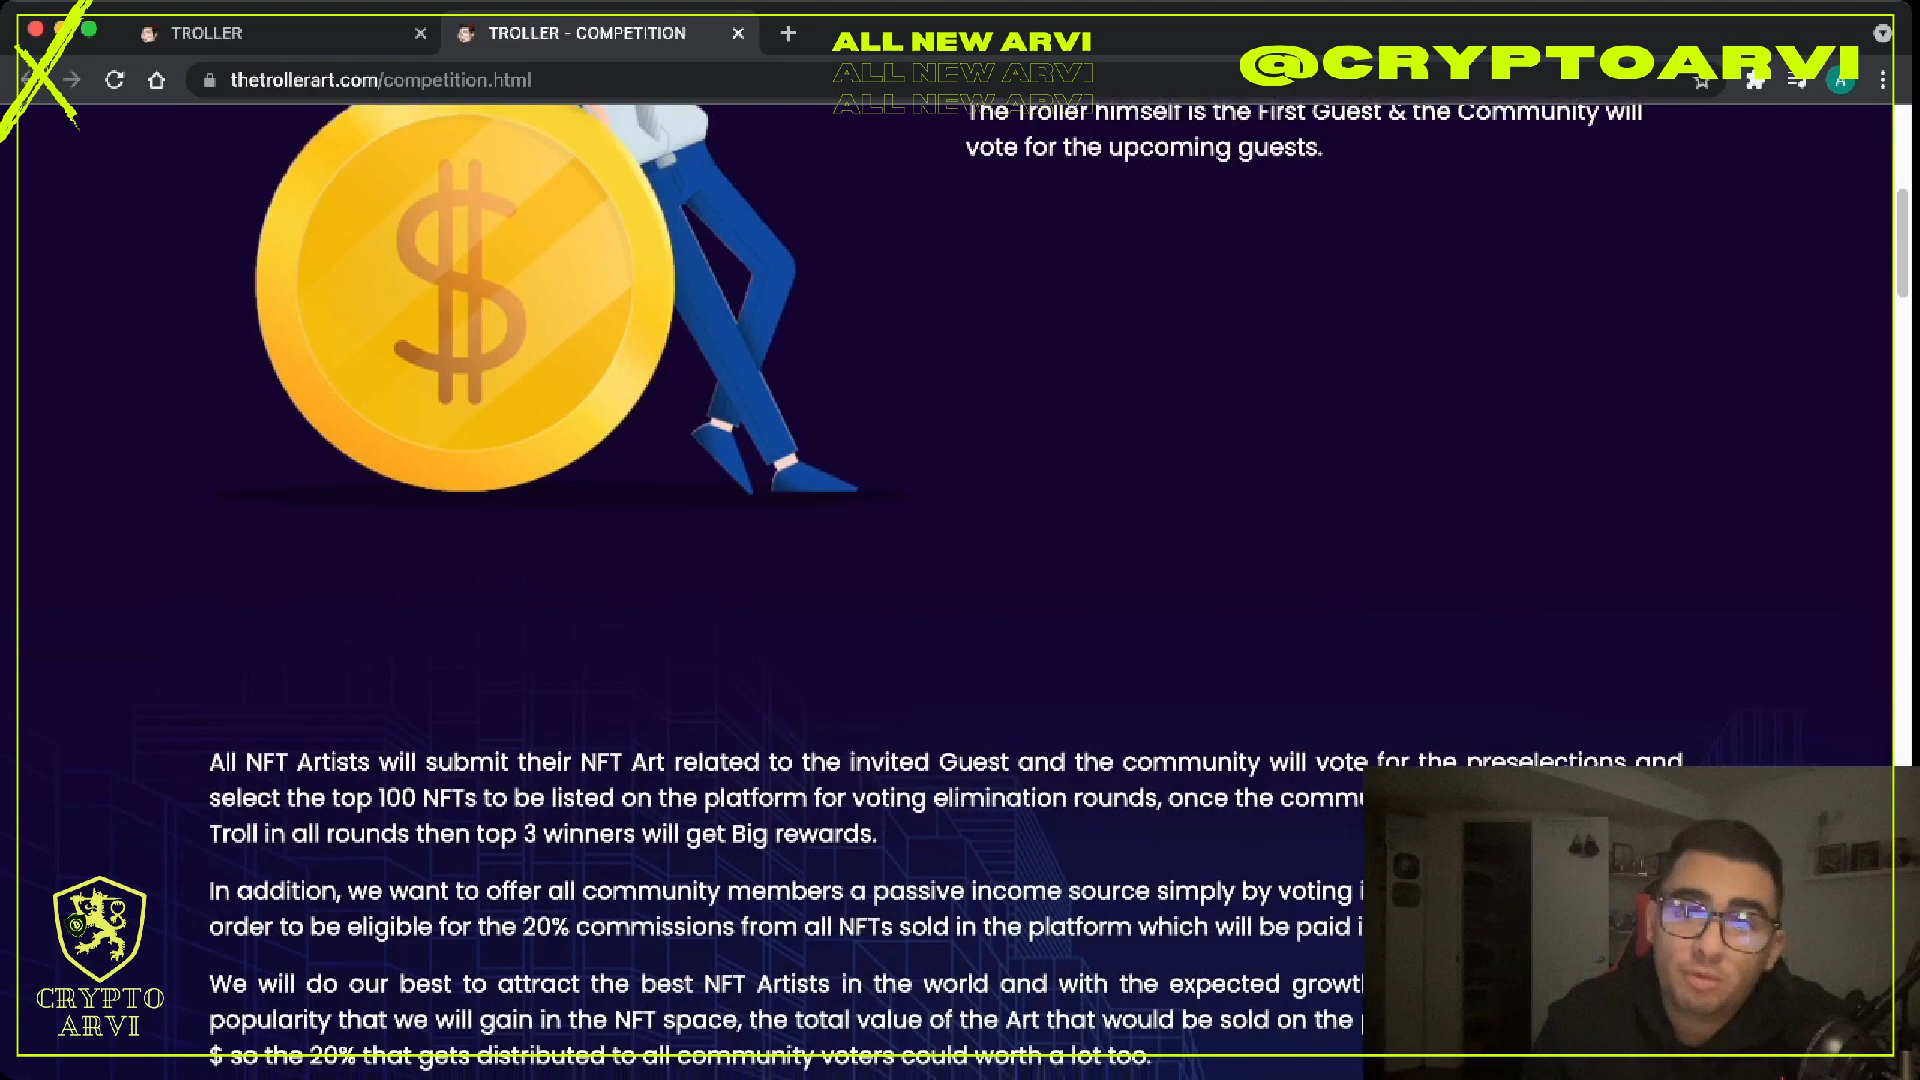 TROLLER
TROLLER - COMPETITION
ALL NEW ARVI
ALL NEW ARVI
ALL NEW ARVI
@CRYPTOARVI
thetrollerart.com/competition.html
A
The Troller himself is the First Guest & the Community will
vote for the upcoming guests.
$
All NFT Artists will submit their NFT Art related to the invited Guest and the community will vote for the preselections and
select the top 100 NFTs to be listed on the platform for voting elimination rounds, once the
Troll in all rounds then top 3 winners will get Big rewards.
In addition, we want to offer all community members a passive income source simply by voting
order to be eligible for the 20% commissions from all NFTs sold in the platform which will be paid
We will do our best to attract the best NFT Artists in the world and with the expected
popularity that we will gain in the NFT space, the total value of the Art that would be sold on the
$ so the 20% that gets distributed to all community voters could worth a lot too.
CRYPTO
ARVI